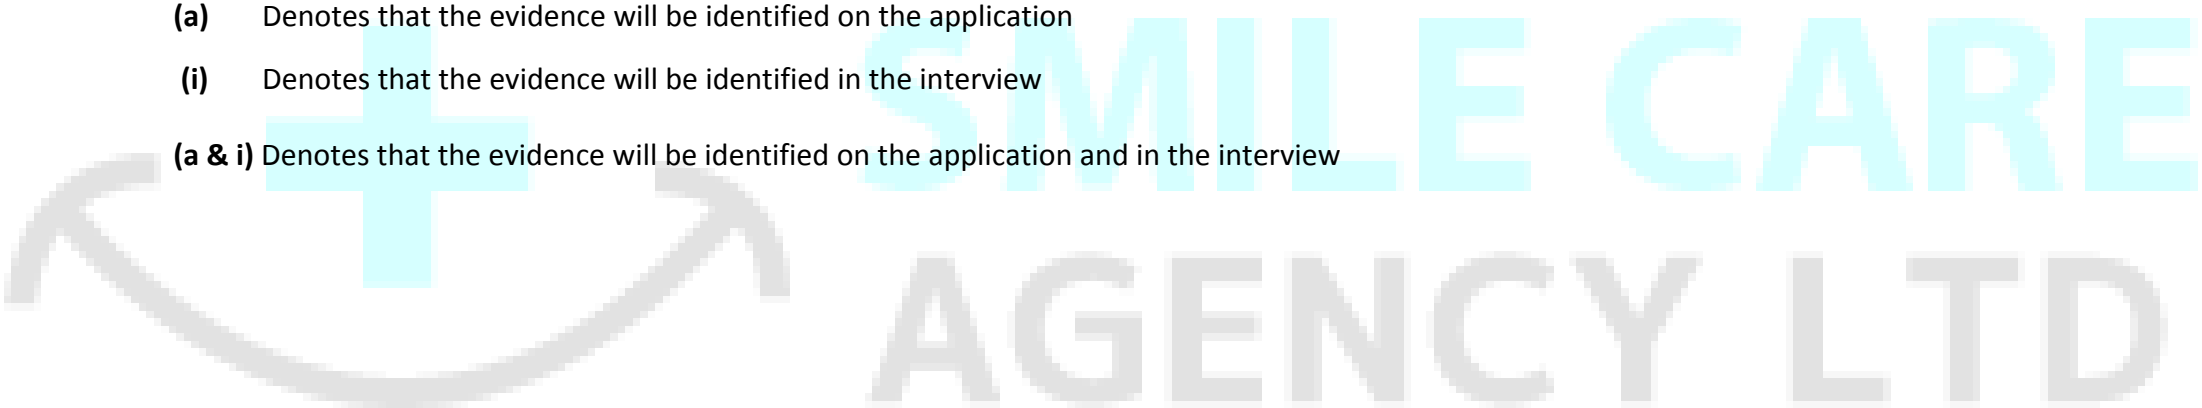 (a) Denotes that the evidence will be identified on the application
(i) Denotes that the evidence will be identified in the interview
(a & i) Denotes that the evidence will be identified on the application and in the interview
SMILE CARE
AGENCY LTD